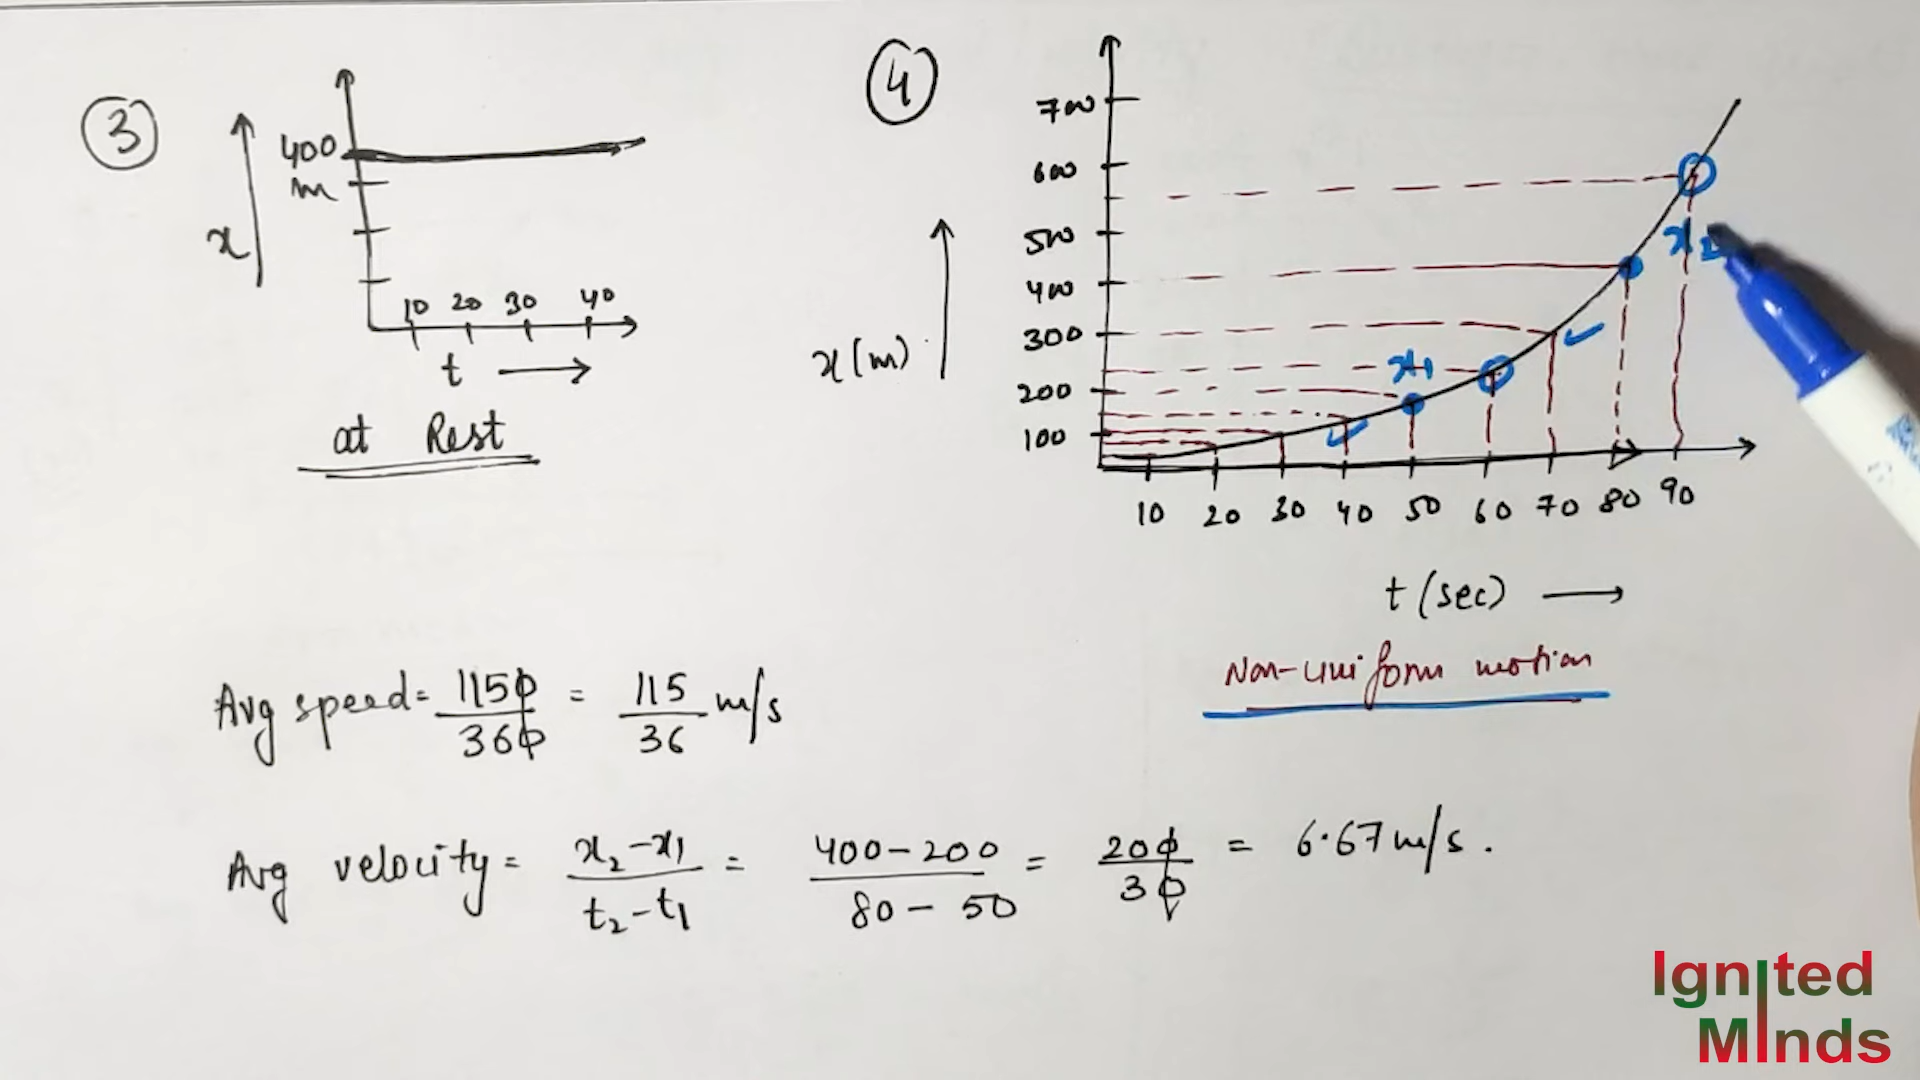 3
400
m
x
10 20 30 40
t
at Rest
4
700
600
500
400
300
200
100
x(m)
x1
x2
10 20 30 40 50 60 70 80 90
t (sec)
Non-uniform motion
Avg speed = 1150/360 = 115/36 m/s
Avg velocity = x₂-x₁/t₂-t₁ = 400-200/80-50 = 200/30 = 6.67 m/s.
Ignited
Minds